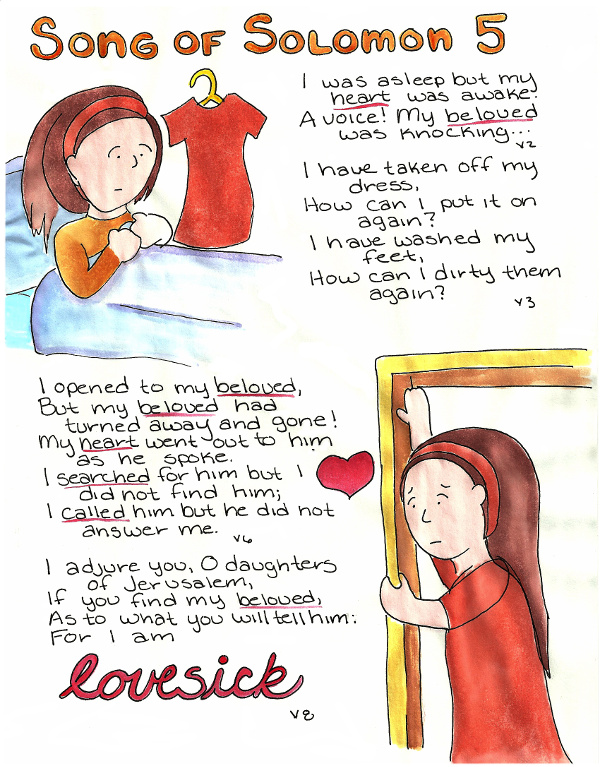 Song of Solomon 5
I was asleep but my
heart was awake.
A voice! My beloved
was knocking...
v2
I have taken off my
dress,
How can I put it on
again?
I have washed my
feet,
How can I dirty them
again?
v3
I opened to my beloved,
But my beloved had
turned away and gone!
My heart went out to him
as he spoke.
I searched for him but I
did not find him;
I called him but he did not
answer me.
v6
I adjure you, O daughters
of Jerusalem,
If you find my beloved,
As to what you will tell him:
For I am
lovesick
v8